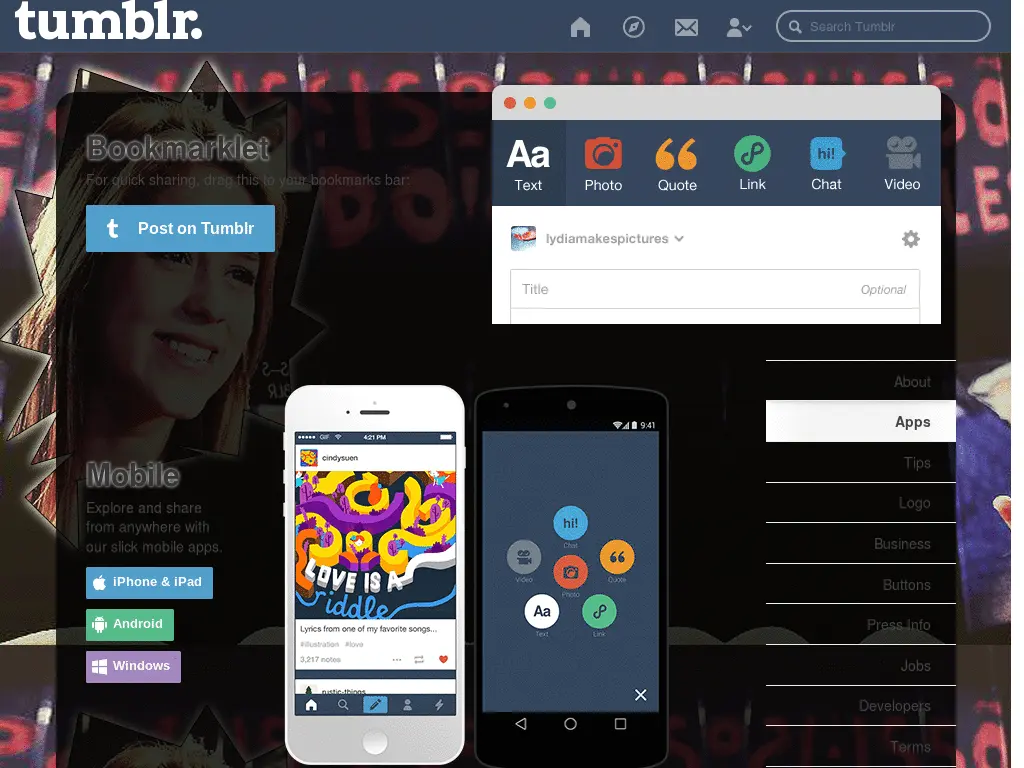 tumblr.
Search Tumblr
Bookmarklet
For quick sharing, drag this to your bookmarks bar:
Post on Tumblr
Aa
Text
Photo
Quote
Link
hi!
Chat
Video
lydiamakespictures
Title
Optional
About
Apps
Tips
Logo
Business
Buttons
Press Info
Jobs
Developers
Terms
Mobile
Explore and share
from anywhere with
our slick mobile apps.
iPhone & iPad
Android
Windows
GIF
4:21 PM
cindysuen
LOVE IS A
riddle
Lyrics from one of my favorite songs...
#illustration #love
3,217 notes
rustic-things
9:41
hi!
Chat
Video
Quote
Photo
Aa
Text
Link